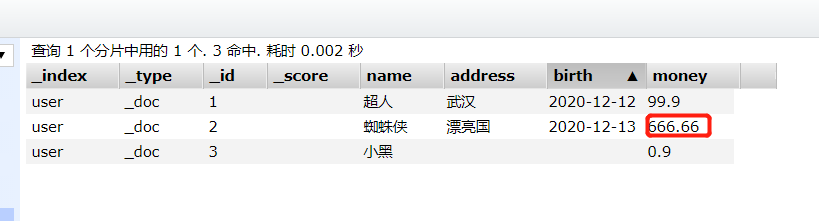 查询 1 个分片中用的 1 个. 3 命中. 耗时 0.002 秒
_index _type _id _score name address birth ▲ money
user _doc 1 超人 武汉 2020-12-12 99.9
user _doc 2 蜘蛛侠 漂亮国 2020-12-13 666.66
user _doc 3 小黑 0.9